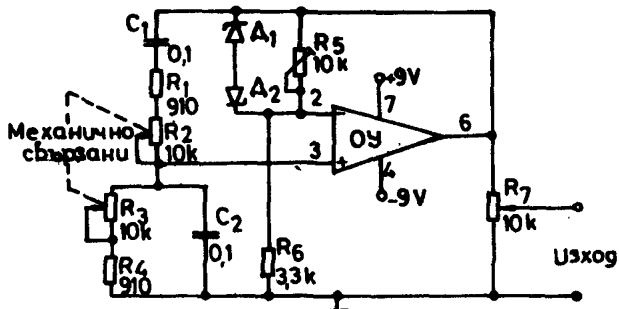 C1
0,1
R1
910
Механично
свързани
R2
10k
R3
10k
R4
910
C2
0,1
Д1
Д2
R5
10k
2
3
ОУ
+9V
7
4
-9V
6
R6
3,3k
R7
10k
Изход